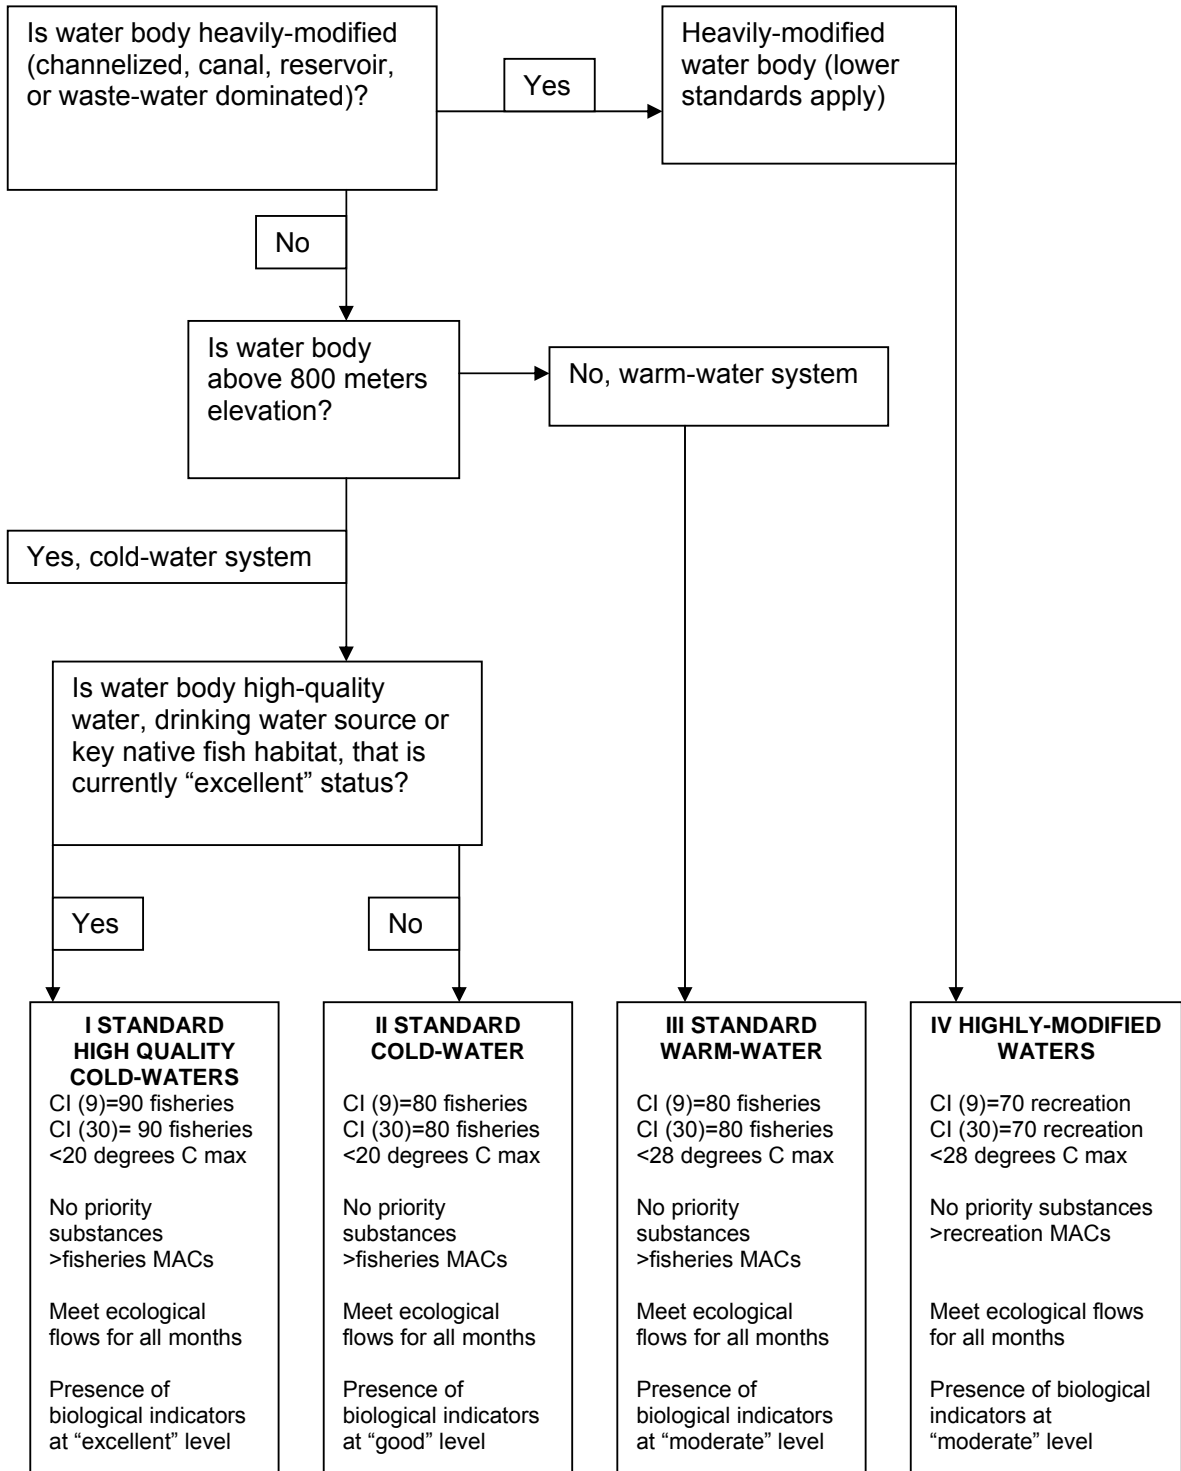 Is water body heavily-modified
(channelized, canal, reservoir,
or waste-water dominated)?
Yes
Heavily-modified
water body (lower
standards apply)
No
Is water body
above 800 meters
elevation?
No, warm-water system
Yes, cold-water system
Is water body high-quality
water, drinking water source or
key native fish habitat, that is
currently “excellent” status?
Yes
No
I STANDARD
HIGH QUALITY
COLD-WATERS
CI (9)=90 fisheries
CI (30)= 90 fisheries
<20 degrees C max
No priority
substances
>fisheries MACs
Meet ecological
flows for all months
Presence of
biological indicators
at “excellent” level
II STANDARD
COLD-WATER
CI (9)=80 fisheries
CI (30)=80 fisheries
<20 degrees C max
No priority
substances
>fisheries MACs
Meet ecological
flows for all months
Presence of
biological indicators
at “good” level
III STANDARD
WARM-WATER
CI (9)=80 fisheries
CI (30)=80 fisheries
<28 degrees C max
No priority
substances
>fisheries MACs
Meet ecological
flows for all months
Presence of
biological indicators
at “moderate” level
IV HIGHLY-MODIFIED
WATERS
CI (9)=70 recreation
CI (30)=70 recreation
<28 degrees C max
No priority substances
>recreation MACs
Meet ecological flows
for all months
Presence of biological
indicators at
“moderate” level